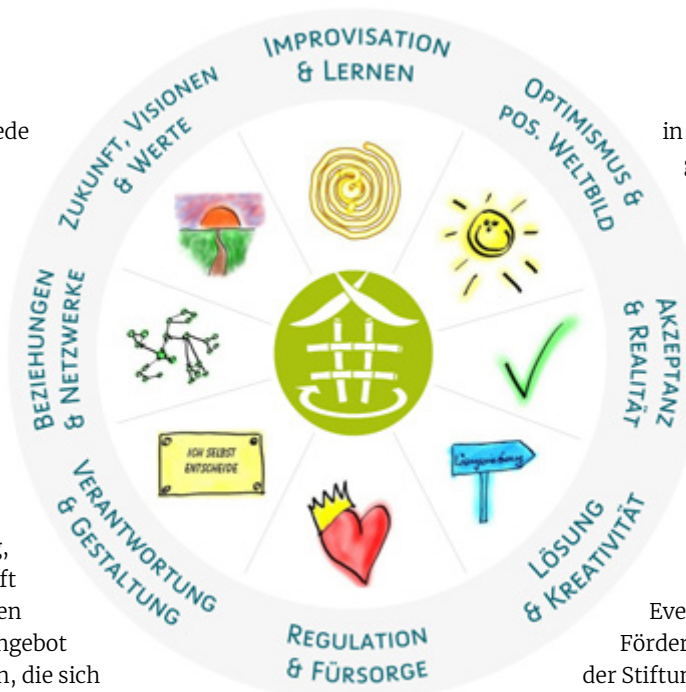 IMPROVISATION
& LERNEN
OPTIMISMUS &
POS. WELTBILD
AKZEPTANZ
& REALITÄT
LÖSUNG
& KREATIVITÄT
REGULATION
& FÜRSORGE
VERANTWORTUNG
& GESTALTUNG
BEZIEHUNGEN
& NETZWERKE
ZUKUNFT, VISIONEN
& WERTE
ICH SELBST
ENTSCHEIDE
ede
in
ft
en
ngebot
n, die sich
Eve
Förder
der Stiftun